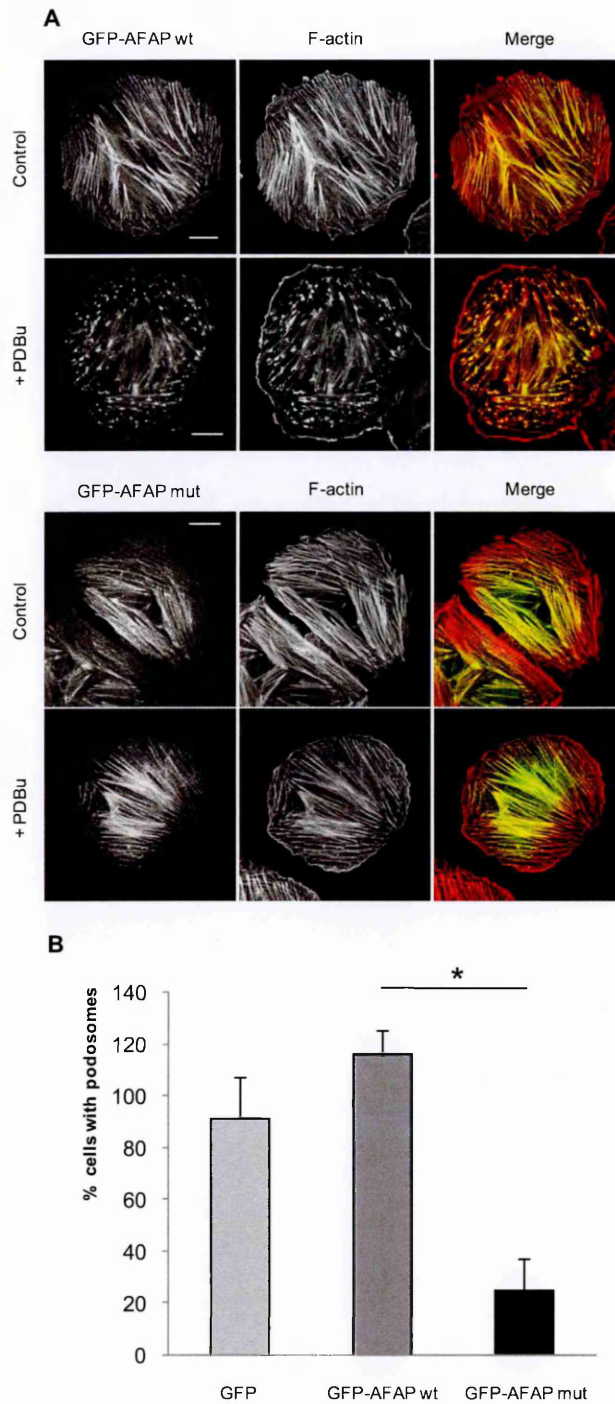 A
GFP-AFAP wt F-actin Merge
Control
+ PDBu
GFP-AFAP mut F-actin Merge
Control
+ PDBu
B
*
% cells with podosomes
140
120
100
80
60
40
20
0
GFP GFP-AFAP wt GFP-AFAP mut